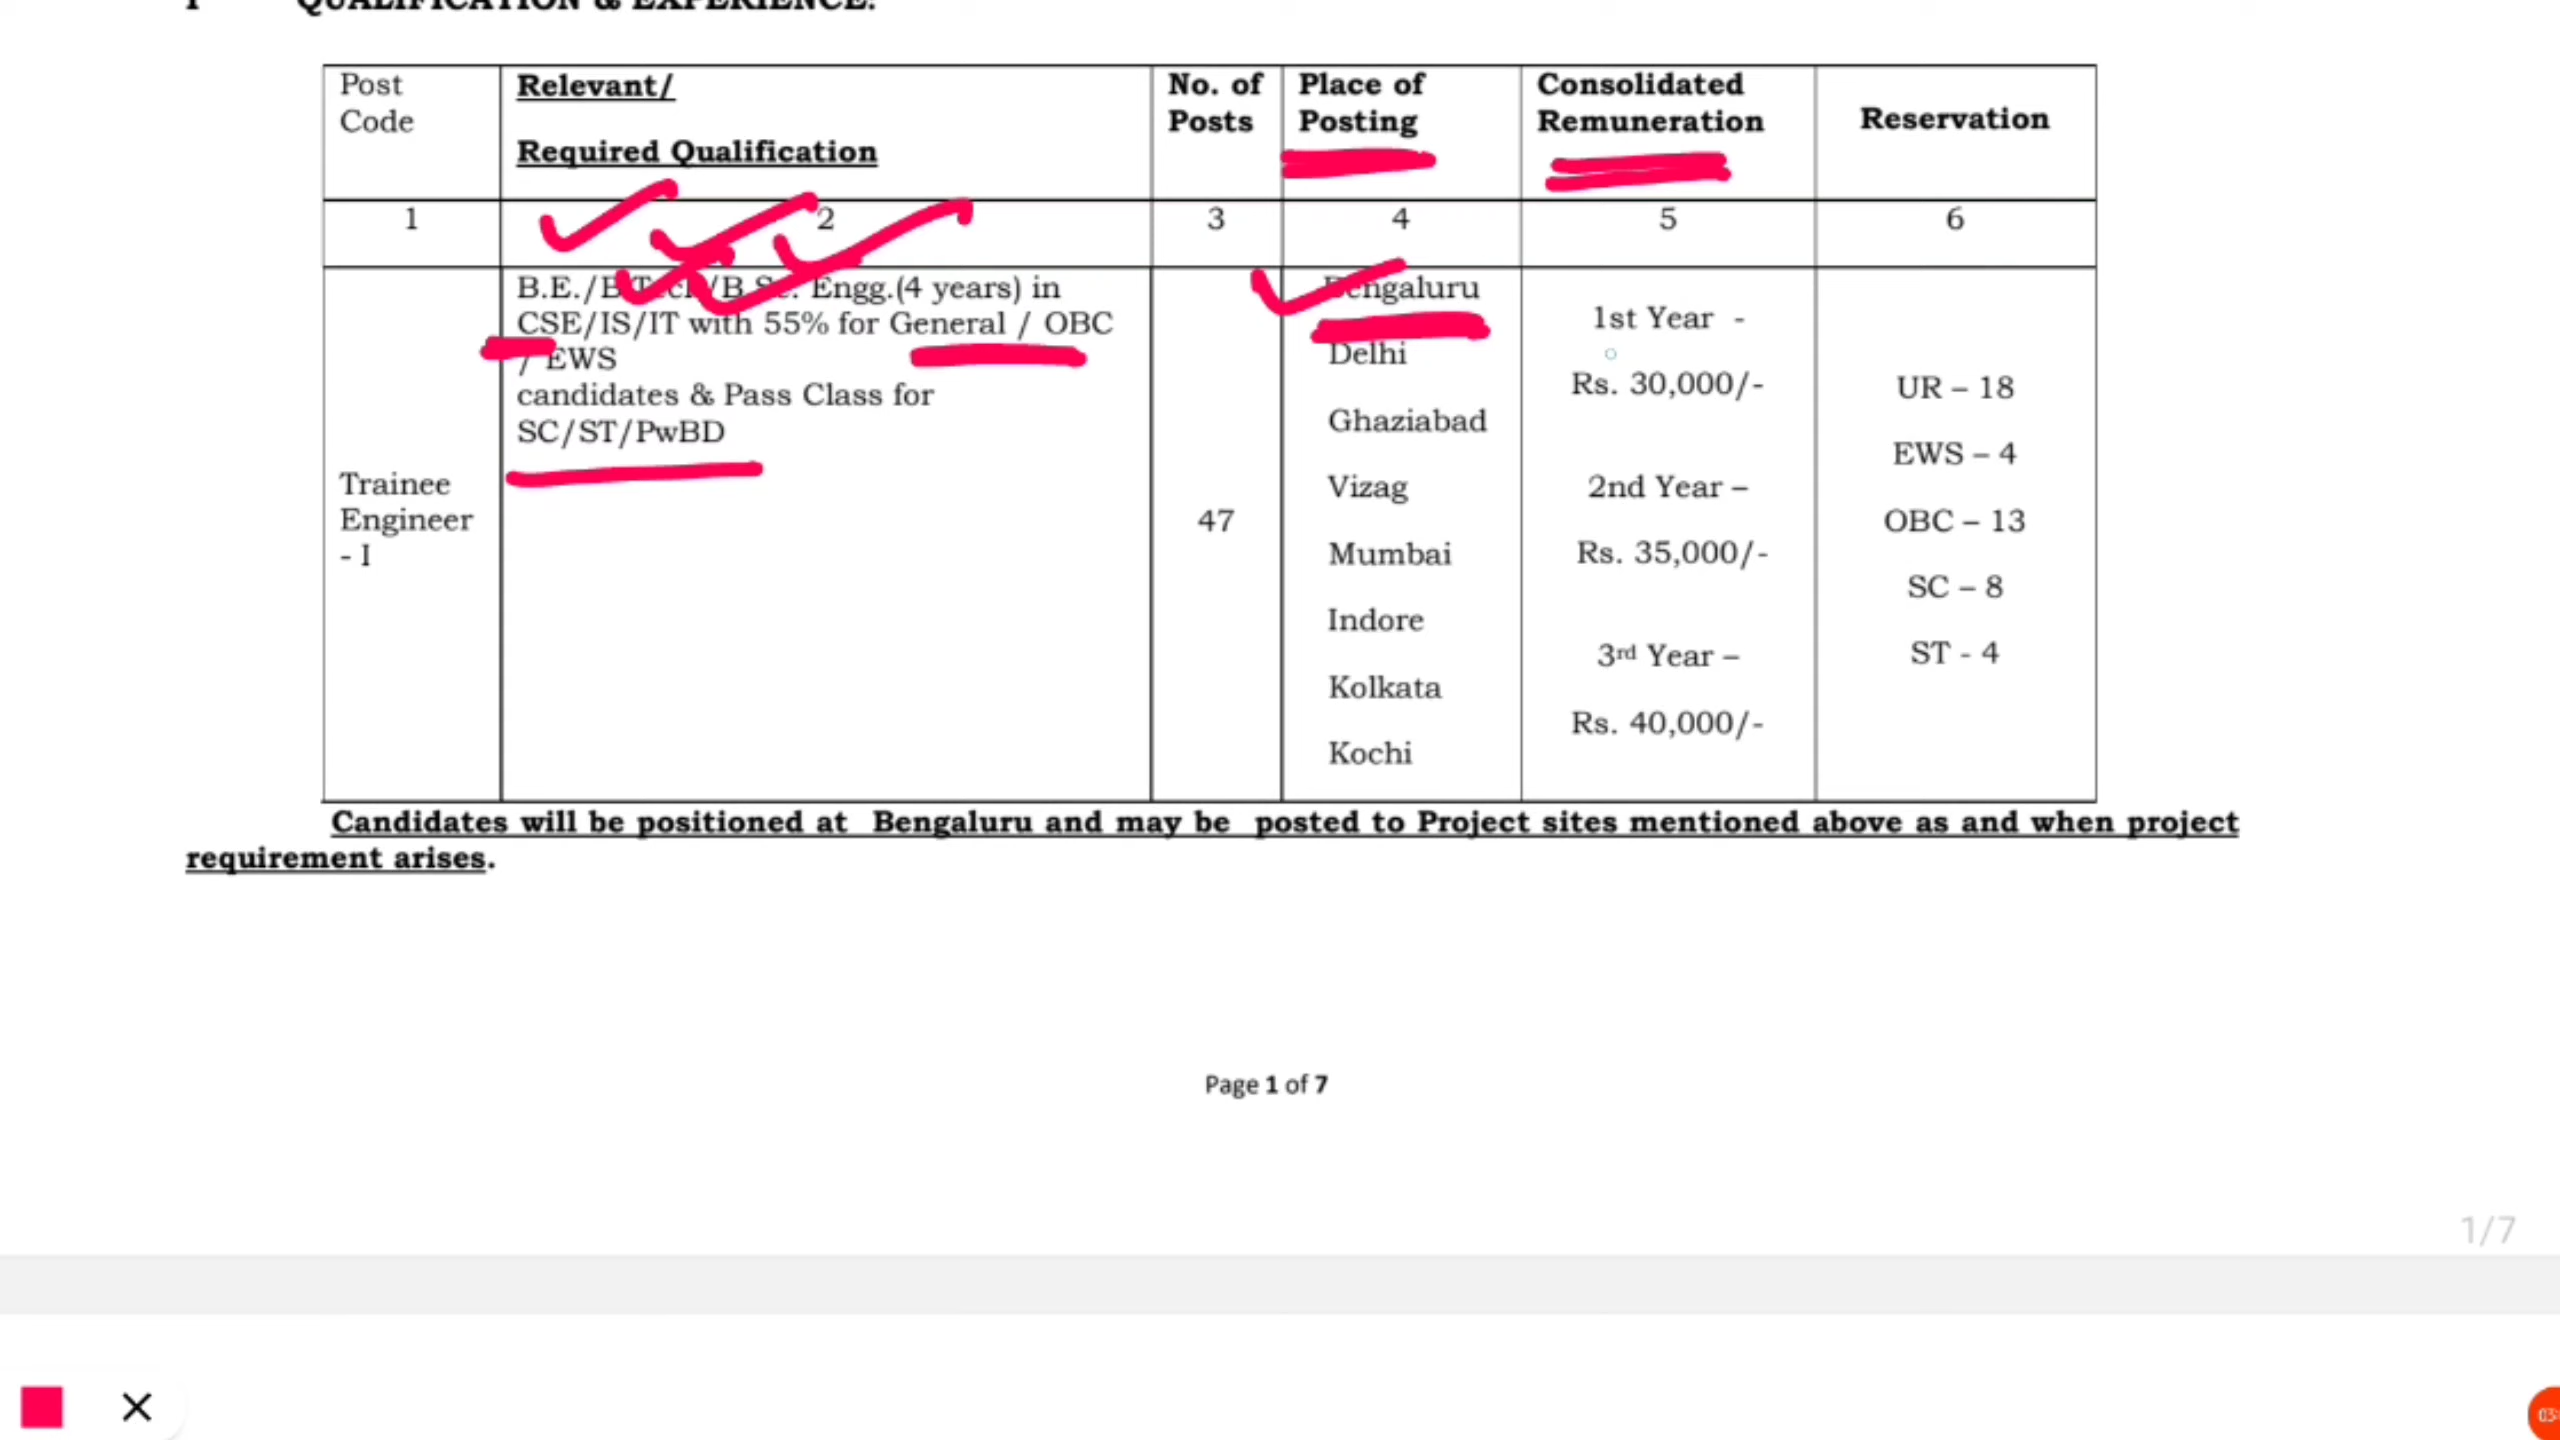 I QUALIFICATION & EXPERIENCE:
Post
Code
Relevant/
Required Qualification
No. of
Posts
Place of
Posting
Consolidated
Remuneration
Reservation
1
2
3
4
5
6
Trainee
Engineer
- I
B.E./B.Tech/B.Sc. Engg.(4 years) in
CSE/IS/IT with 55% for General / OBC
/ EWS
candidates & Pass Class for
SC/ST/PwBD
47
Bengaluru
Delhi
Ghaziabad
Vizag
Mumbai
Indore
Kolkata
Kochi
1st Year -
Rs. 30,000/-
2nd Year –
Rs. 35,000/-
3rd Year –
Rs. 40,000/-
UR – 18
EWS – 4
OBC – 13
SC – 8
ST - 4
Candidates will be positioned at Bengaluru and may be posted to Project sites mentioned above as and when project
requirement arises.
Page 1 of 7
1/7